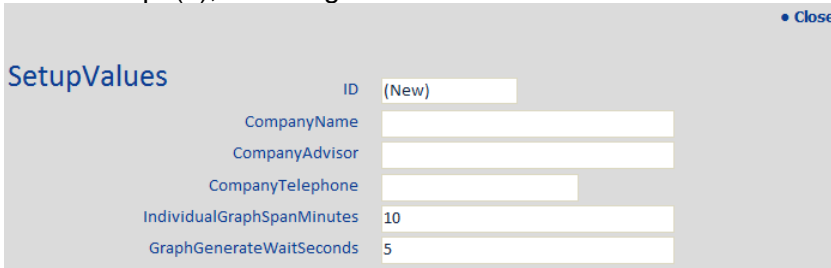 • Close
SetupValues
ID (New)
CompanyName
CompanyAdvisor
CompanyTelephone
IndividualGraphSpanMinutes 10
GraphGenerateWaitSeconds 5